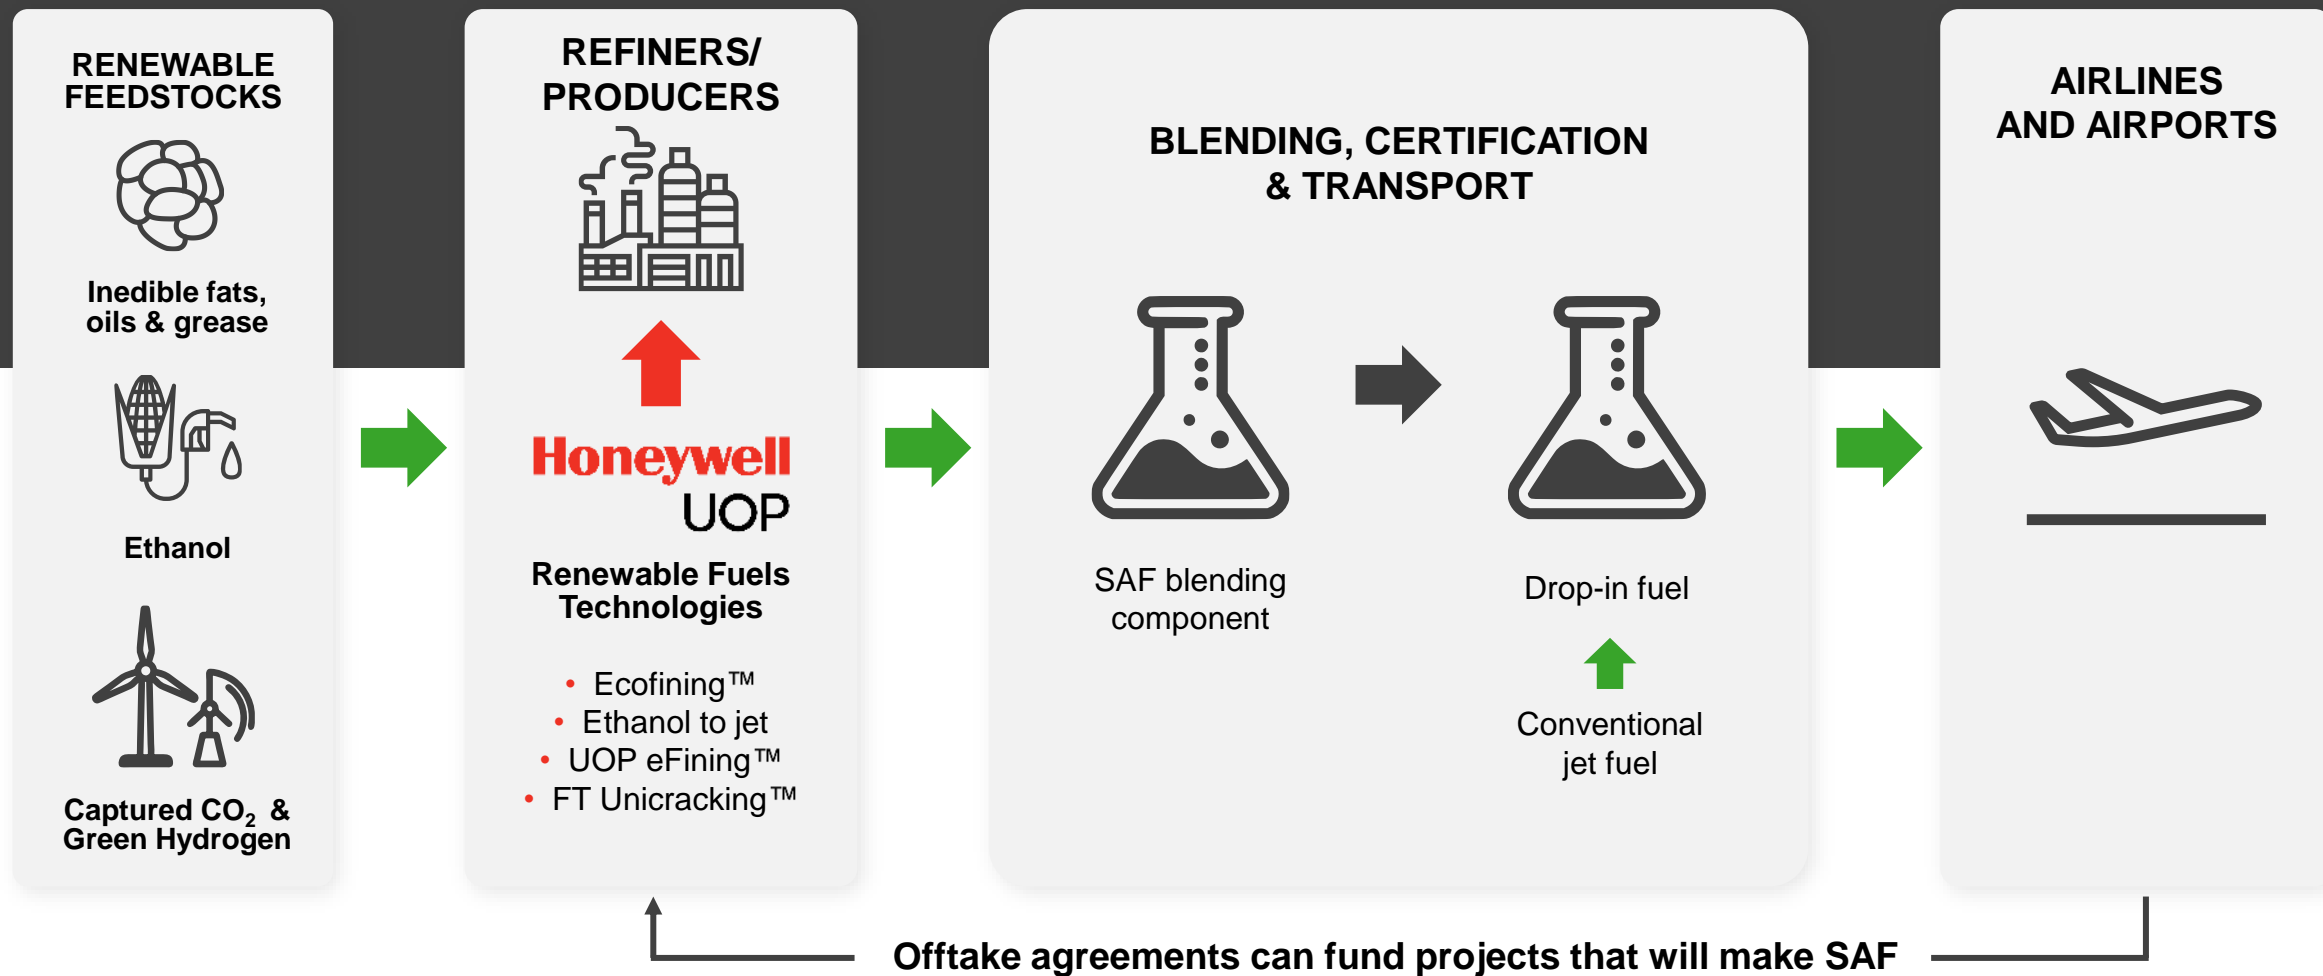 RENEWABLE
FEEDSTOCKS
Inedible fats,
oils & grease
Ethanol
Captured CO₂ &
Green Hydrogen
REFINERS/
PRODUCERS
Honeywell
UOP
Renewable Fuels
Technologies
• Ecofining™
• Ethanol to jet
• UOP eFining™
• FT Unicracking™
BLENDING, CERTIFICATION
& TRANSPORT
SAF blending
component
Drop-in fuel
Conventional
jet fuel
AIRLINES
AND AIRPORTS
Offtake agreements can fund projects that will make SAF